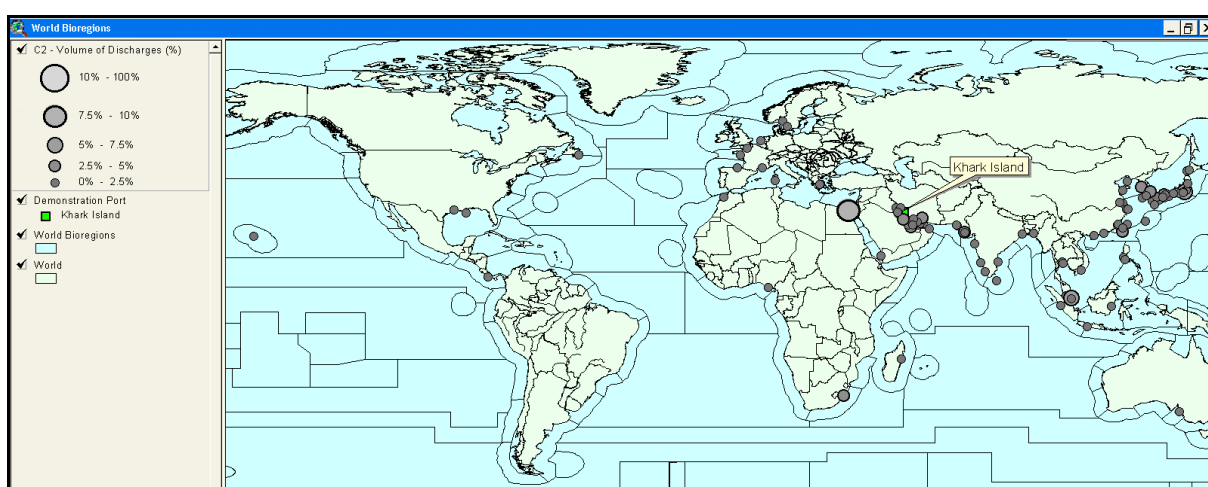 World Bioregions
C2 - Volume of Discharges (%)
10% - 100%
7.5% - 10%
5% - 7.5%
2.5% - 5%
0% - 2.5%
Demonstration Port
Khark Island
World Bioregions
World
Khark Island